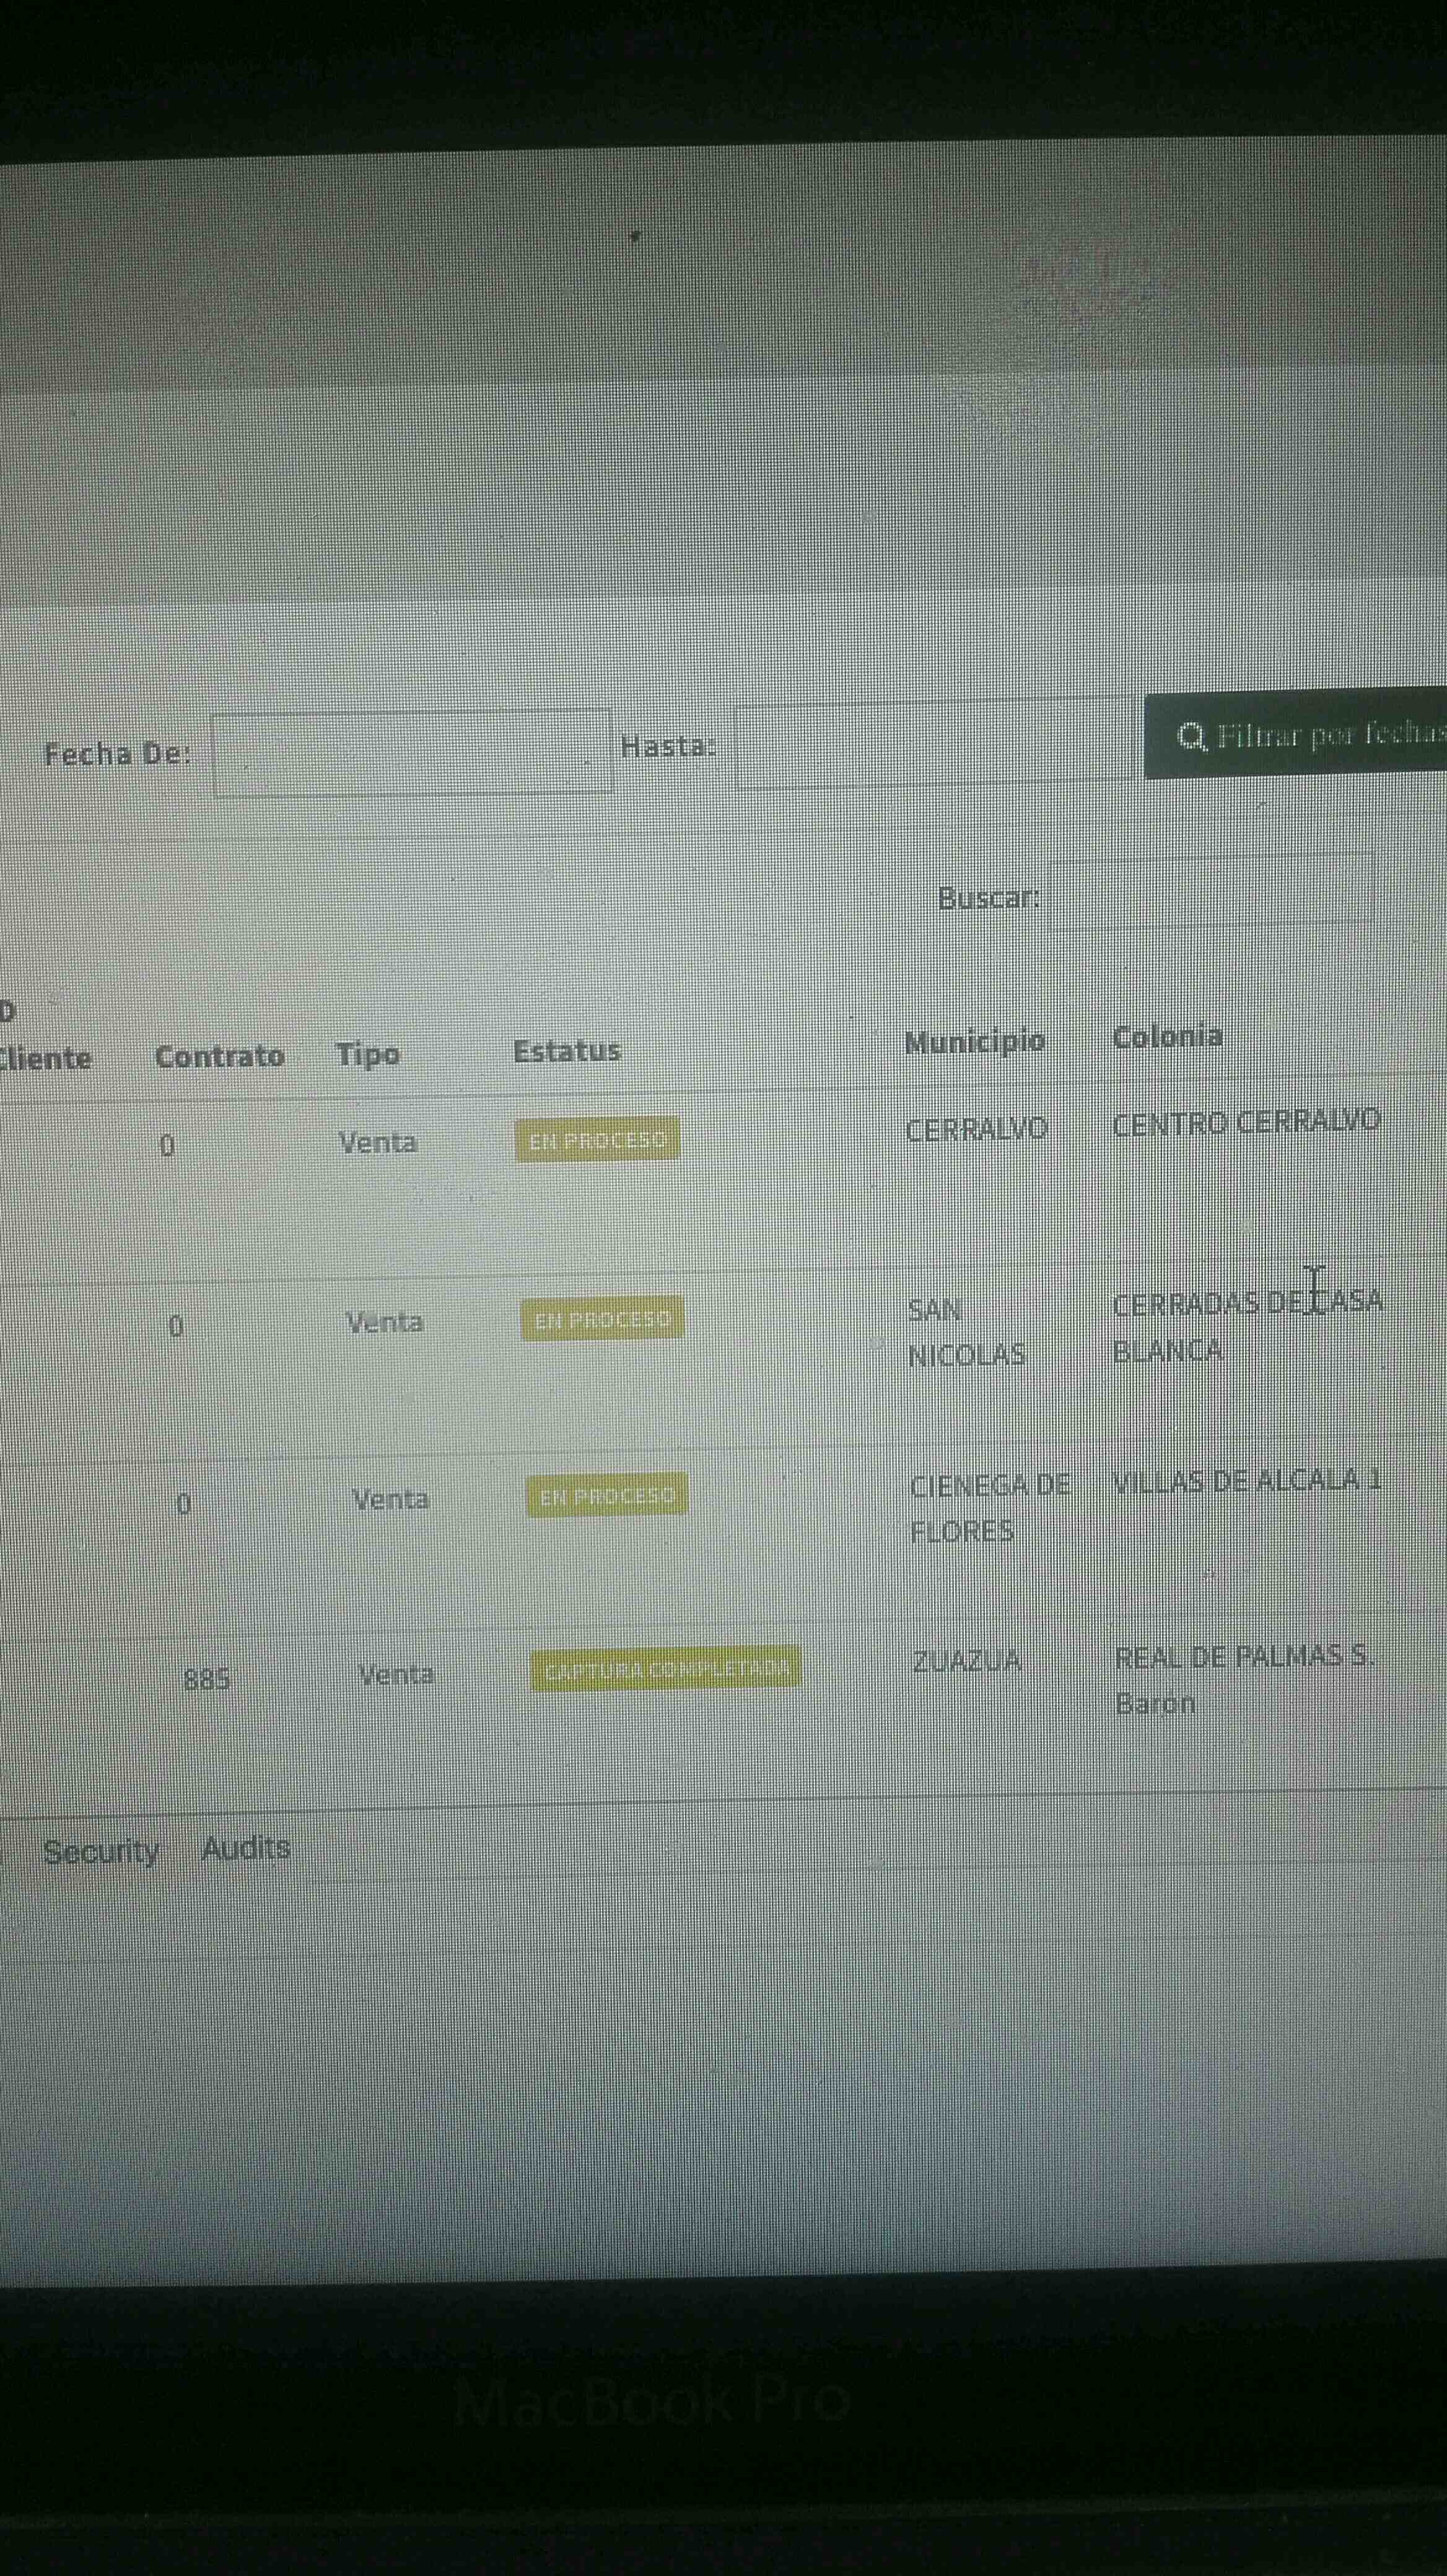 Fecha De: Hasta: Filtrar por fechas
Buscar:
D
Cliente Contrato Tipo Estatus Municipio Colonia
0 Venta EN PROCESO CERRALVO CENTRO CERRALVO
0 Venta EN PROCESO SAN CERRADAS DE CASA
NICOLAS BLANCA
0 Venta EN PROCESO CIENEGA DE VILLAS DE ALCALA 1
FLORES
885 Venta CAPTURA COMPLETADA ZUAZUA REAL DE PALMAS S.
Barón
Security Audits
MacBook Pro